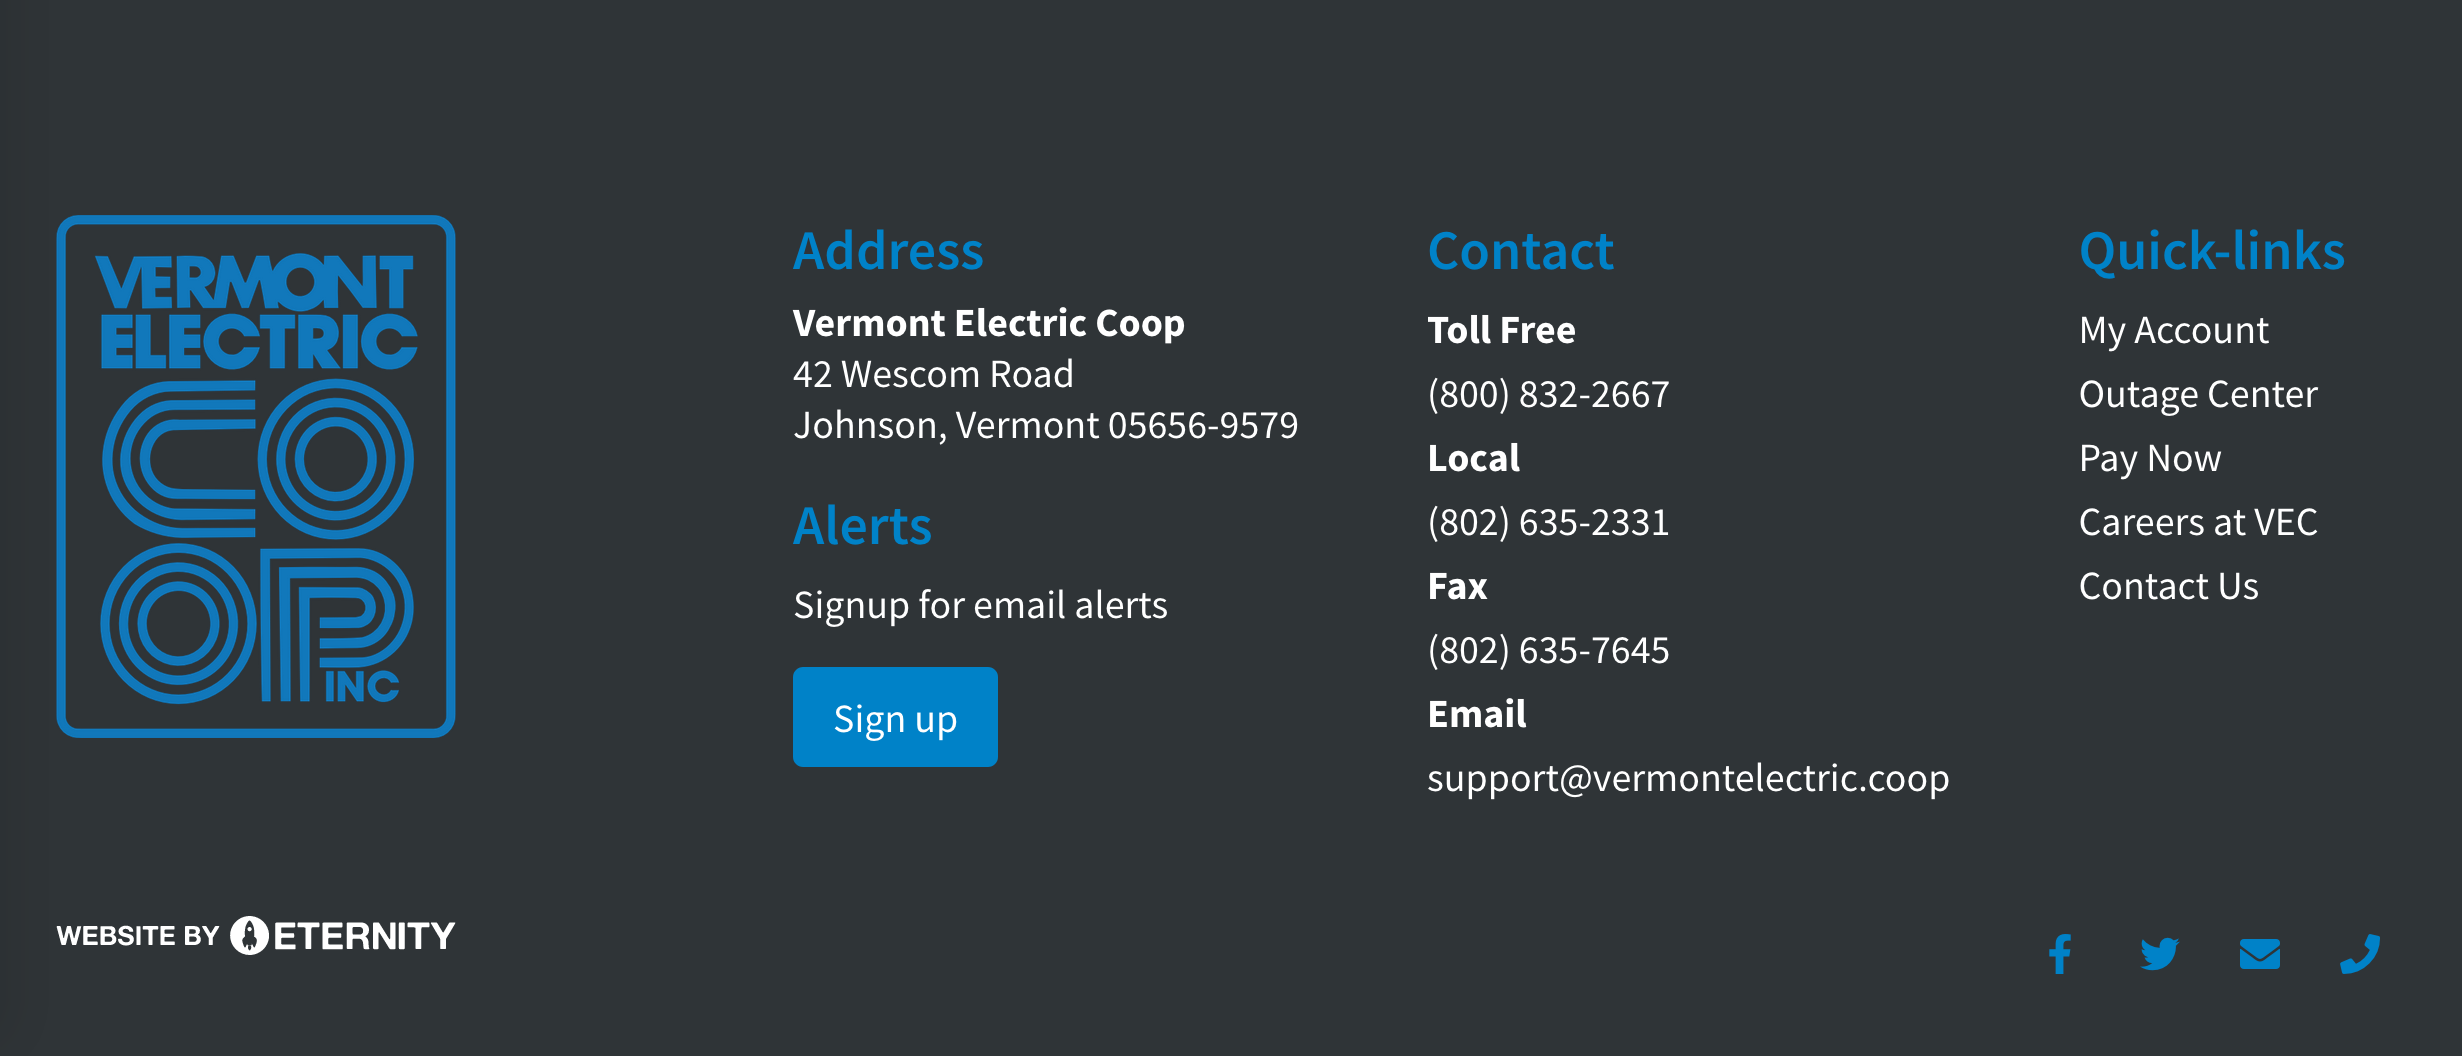 VERMONT
ELECTRIC
CO
OP
INC
Address
Vermont Electric Coop
42 Wescom Road
Johnson, Vermont 05656-9579
Alerts
Signup for email alerts
Sign up
Contact
Toll Free
(800) 832-2667
Local
(802) 635-2331
Fax
(802) 635-7645
Email
support@vermontelectric.coop
Quick-links
My Account
Outage Center
Pay Now
Careers at VEC
Contact Us
WEBSITE BY ETERNITY